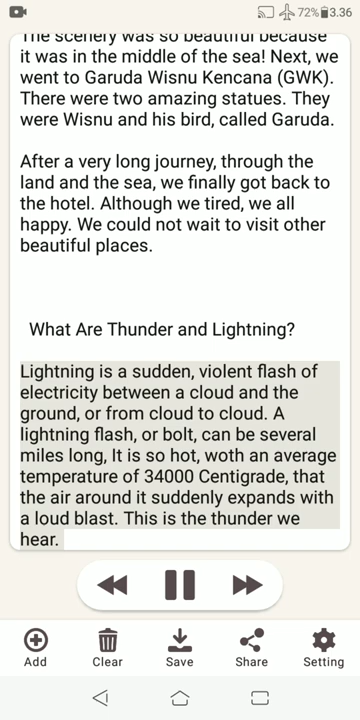 72% 3.36
The scenery was so beautiful because
it was in the middle of the sea! Next, we
went to Garuda Wisnu Kencana (GWK).
There were two amazing statues. They
were Wisnu and his bird, called Garuda.
After a very long journey, through the
land and the sea, we finally got back to
the hotel. Although we tired, we all
happy. We could not wait to visit other
beautiful places.
What Are Thunder and Lightning?
Lightning is a sudden, violent flash of
electricity between a cloud and the
ground, or from cloud to cloud. A
lightning flash, or bolt, can be several
miles long, It is so hot, woth an average
temperature of 34000 Centigrade, that
the air around it suddenly expands with
a loud blast. This is the thunder we
hear.
Add Clear Save Share Setting